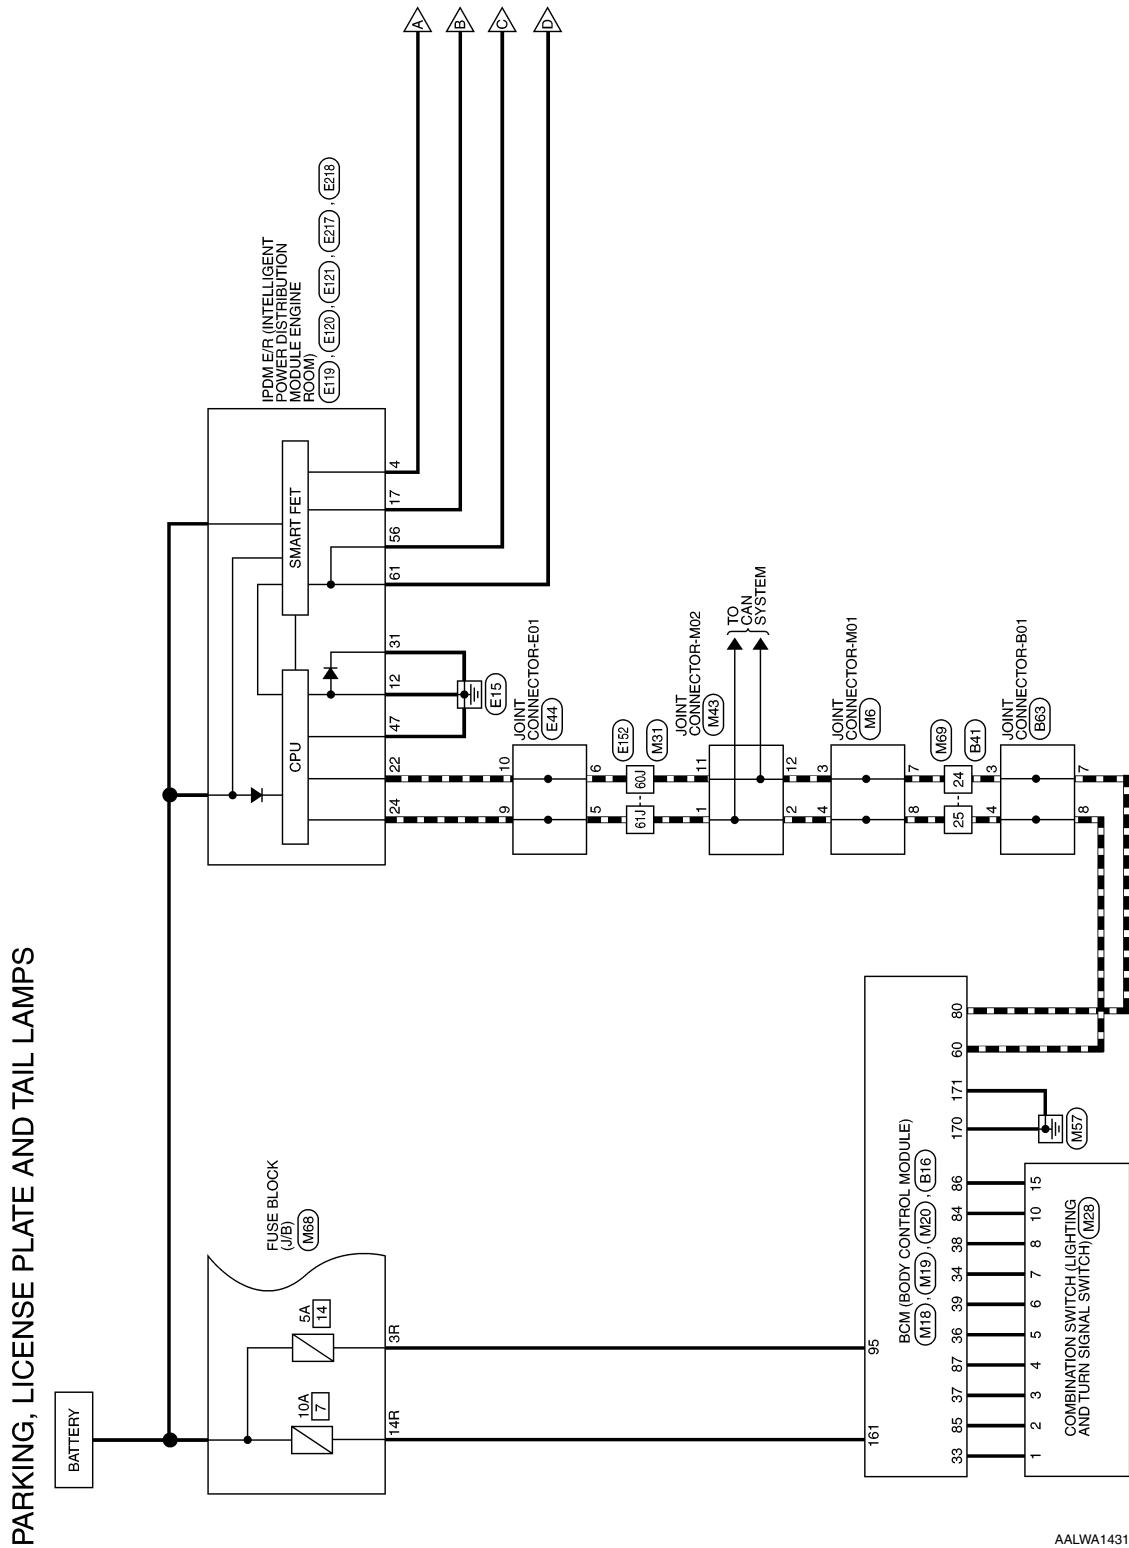 PARKING, LICENSE PLATE AND TAIL LAMPS
BATTERY
FUSE BLOCK
(J/B)
M68
10A
7
5A
14
14R
3R
IPDM E/R (INTELLIGENT
POWER DISTRIBUTION
MODULE ENGINE
ROOM)
E119 , E120 , E121 , E217 , E218
CPU
SMART FET
24 22 47 12 31 61 56 17 4
A
B
C
D
E15
9 10
JOINT
CONNECTOR-E01
E44
5 6
61J 60J
E152
M31
1 11
JOINT
CONNECTOR-M02
M43
TO
CAN
SYSTEM
2 12
4 3
JOINT
CONNECTOR-M01
M6
8 7
25 24
M69
B41
4 3
JOINT
CONNECTOR-B01
B63
8 7
161 95
BCM (BODY CONTROL MODULE)
M18 , M19 , M20 , B16
33 85 37 87 36 39 34 38 84 86 170 171 60 80
M57
1 2 3 4 5 6 7 8 10 15
COMBINATION SWITCH (LIGHTING
AND TURN SIGNAL SWITCH) M28
AALWA1431